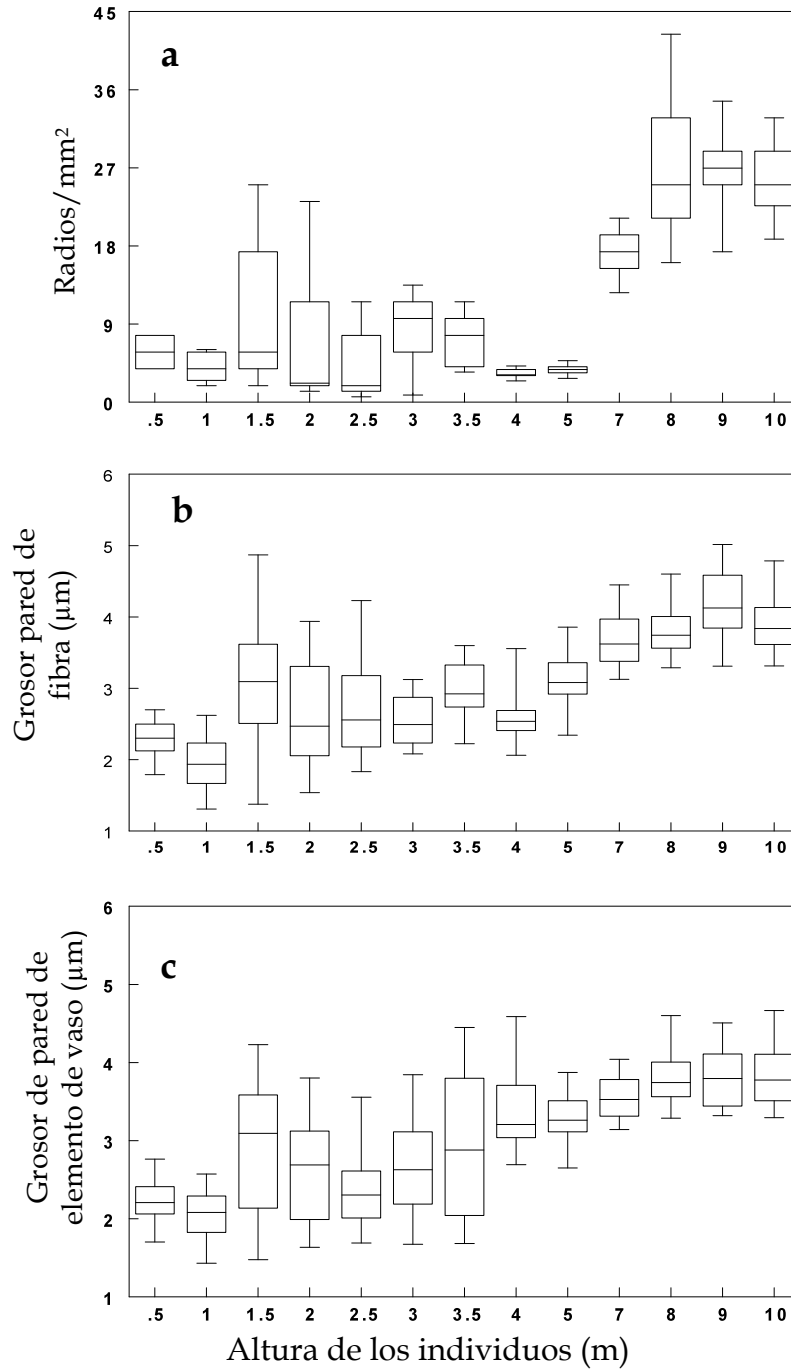 a
Radios/mm²
45
36
27
18
9
0
.5 1 1.5 2 2.5 3 3.5 4 5 7 8 9 10
b
Grosor pared de
fibra (µm)
6
5
4
3
2
1
.5 1 1.5 2 2.5 3 3.5 4 5 7 8 9 10
c
Grosor de pared de
elemento de vaso (µm)
6
5
4
3
2
1
.5 1 1.5 2 2.5 3 3.5 4 5 7 8 9 10
Altura de los individuos (m)